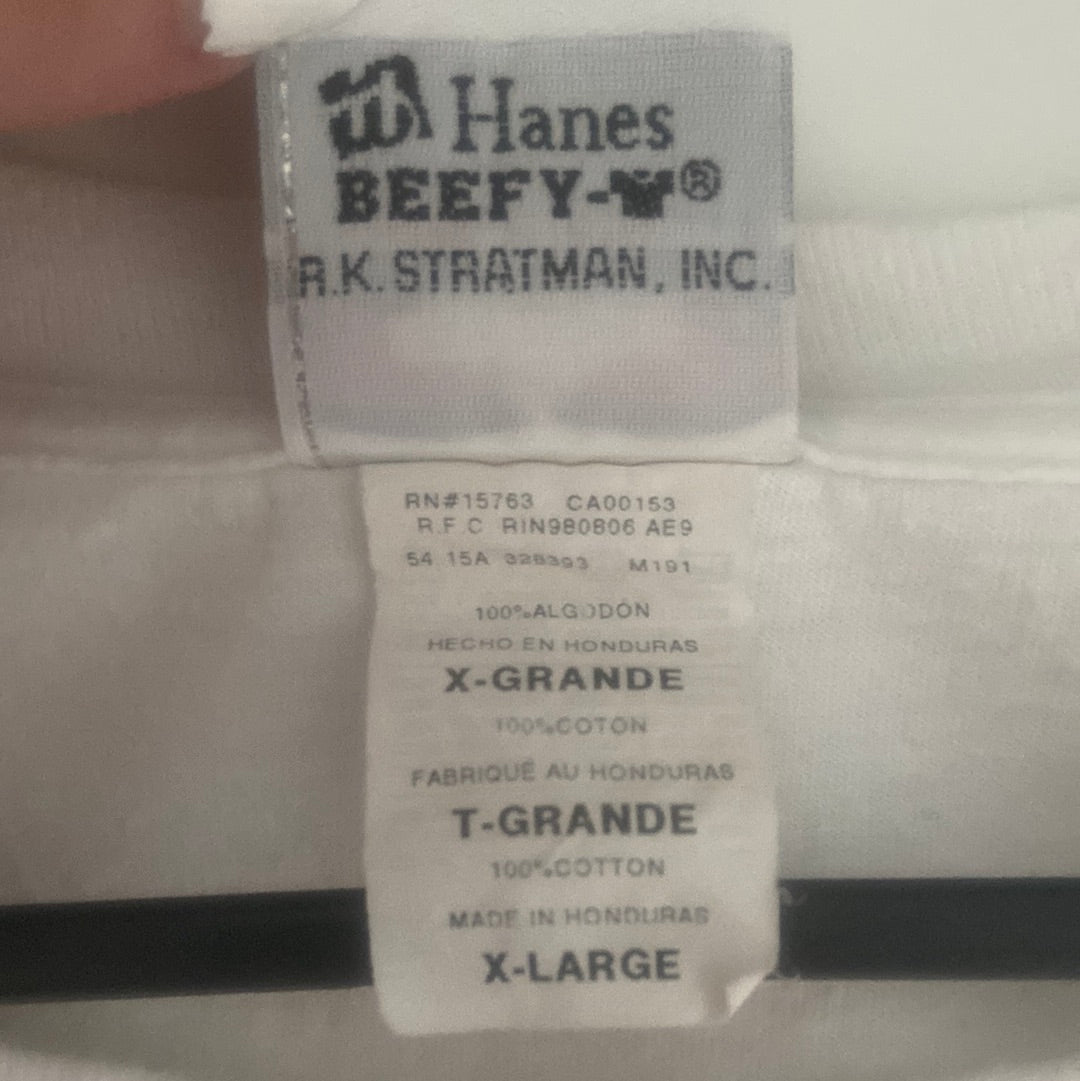 Hanes
BEEFY-®
R.K. STRATMAN, INC.
RN#15763 CA00153
R.F.C RIN980806 AE9
54 15A 328393 M191
100%ALGODÓN
HECHO EN HONDURAS
X-GRANDE
100%COTON
FABRIQUÉ AU HONDURAS
T-GRANDE
100%COTTON
MADE IN HONDURAS
X-LARGE